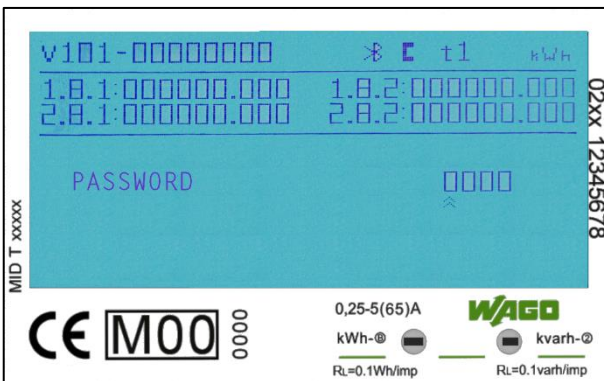 v101-00000000 C t1 kWh
1.8.1:000000.000 1.8.2:000000.000
2.8.1:000000.000 2.8.2:000000.000
PASSWORD 0000
02xx 12345678
MID T xxxxx
CE M00 0000
0,25-5(65)A WAGO
kWh-Ⓑ kvarh-②
RL=0.1Wh/imp RL=0.1varh/imp